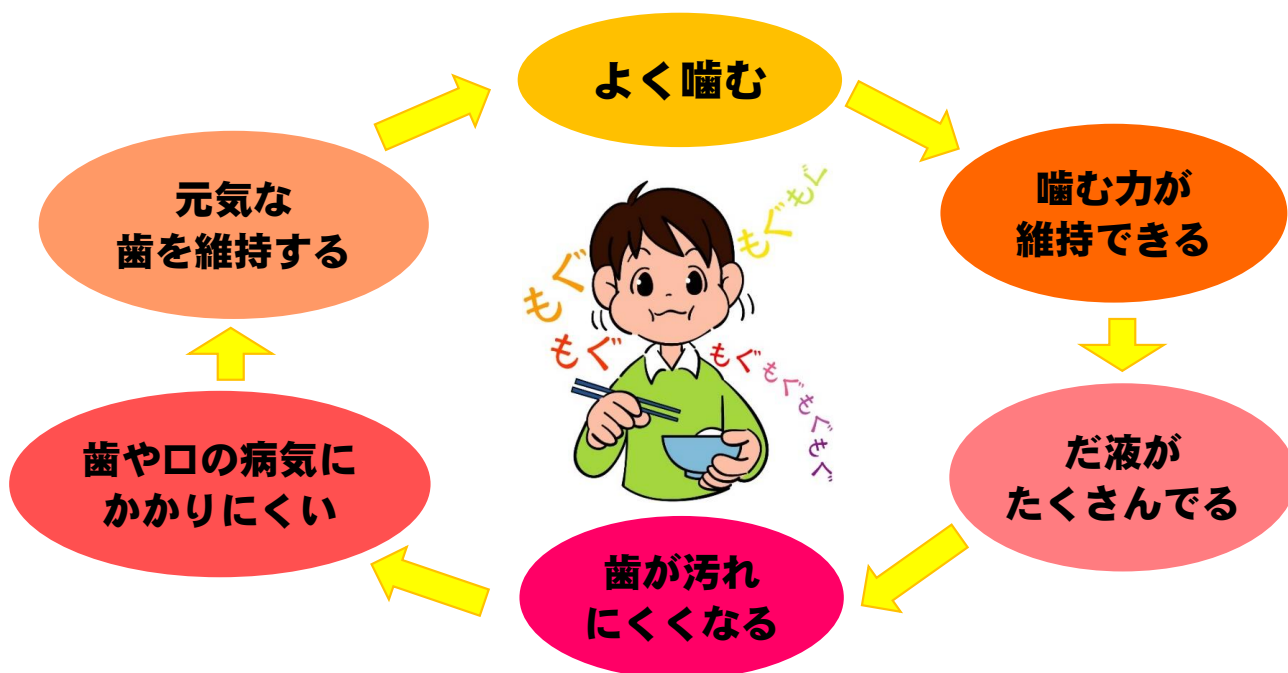 よく噛む
噛む力が
維持できる
だ液が
たくさんでる
歯が汚れ
にくくなる
歯や口の病気に
かかりにくい
元気な
歯を維持する
もぐ
もぐ
もぐもぐ
もぐもぐもぐもぐ